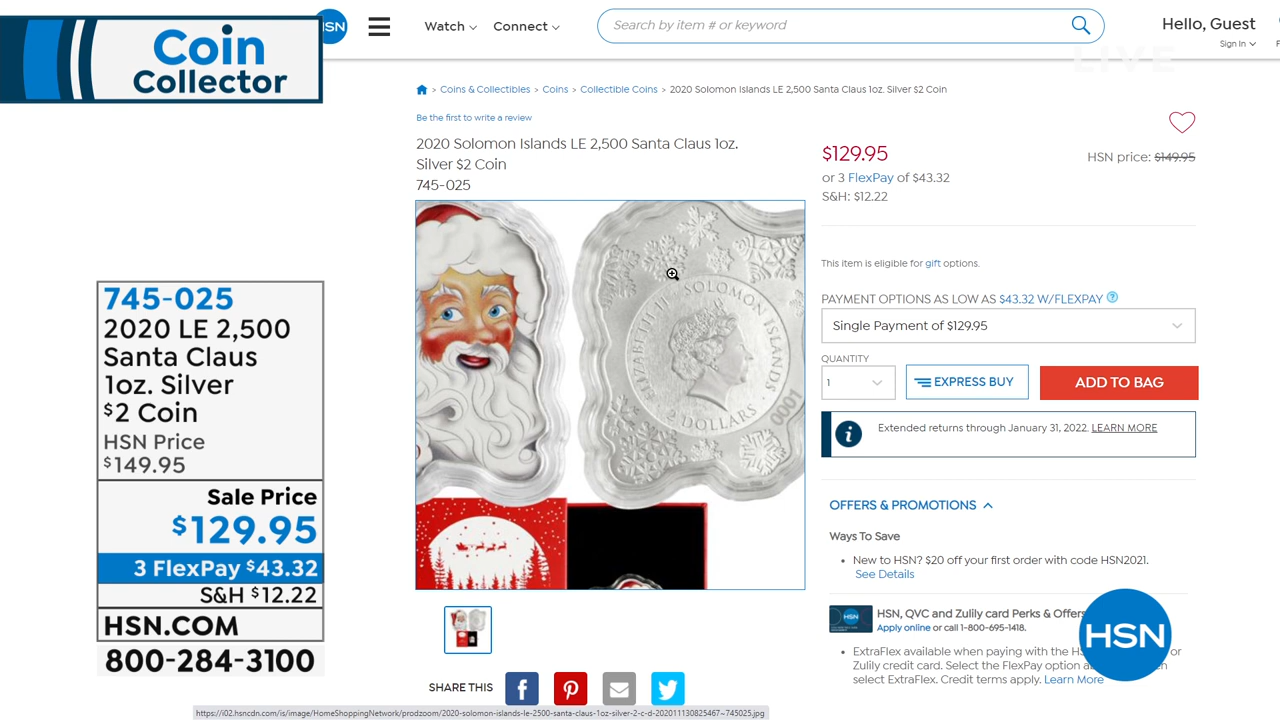 Coin
Collector
HSN
Watch
Connect
Search by item # or keyword
Hello, Guest
Sign In
LIVE
> Coins & Collectibles > Coins > Collectible Coins > 2020 Solomon Islands LE 2,500 Santa Claus 1oz. Silver $2 Coin
Be the first to write a review
2020 Solomon Islands LE 2,500 Santa Claus 1oz.
Silver $2 Coin
745-025
$129.95
HSN price: $149.95
or 3 FlexPay of $43.32
S&H: $12.22
This item is eligible for gift options.
PAYMENT OPTIONS AS LOW AS $43.32 W/FLEXPAY ?
Single Payment of $129.95
QUANTITY
1
EXPRESS BUY
ADD TO BAG
Extended returns through January 31, 2022. LEARN MORE
OFFERS & PROMOTIONS
Ways To Save
• New to HSN? $20 off your first order with code HSN2021.
See Details
HSN
HSN, QVC and Zulily card Perks & Offers
Apply online or call 1-800-695-1418.
• ExtraFlex available when paying with the
Zulily credit card. Select the FlexPay option
select ExtraFlex. Credit terms apply. Learn More
HSN
ELIZABETH II SOLOMON ISLANDS
2 DOLLARS
0001
745-025
2020 LE 2,500
Santa Claus
1oz. Silver
$2 Coin
HSN Price
$149.95
Sale Price
$129.95
3 FlexPay $43.32
S&H $12.22
HSN.COM
800-284-3100
SHARE THIS
https://i02.hsncdn.com/is/image/HomeShoppingNetwork/prodzoom/2020-solomon-islands-le-2500-santa-claus-1oz-silver-2-c-d-202011130825467~745025.jpg